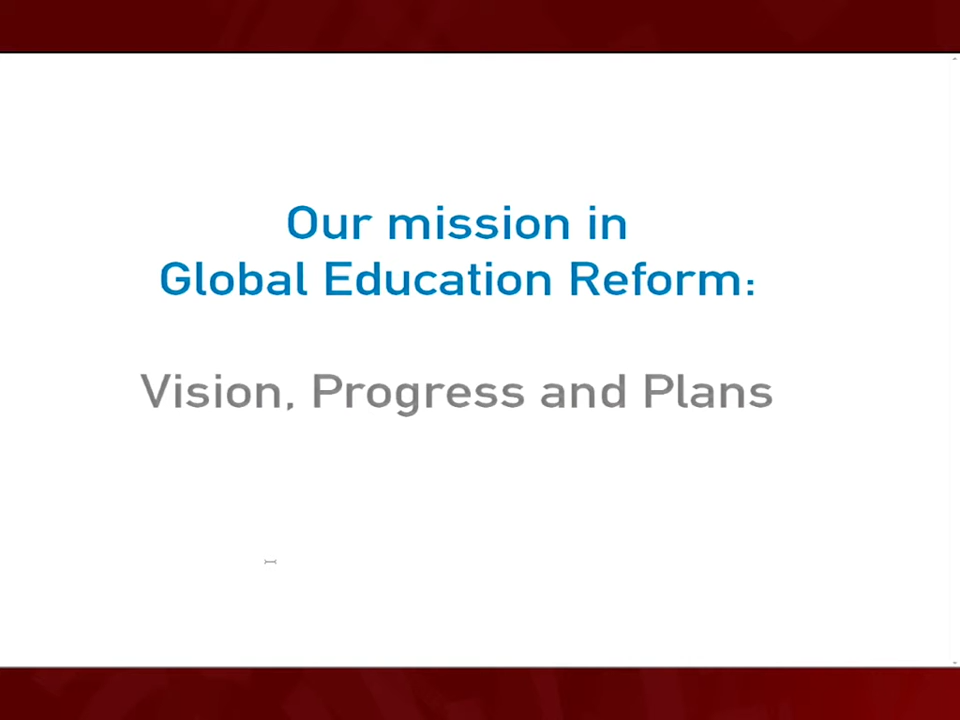 Our mission in
Global Education Reform:
Vision, Progress and Plans